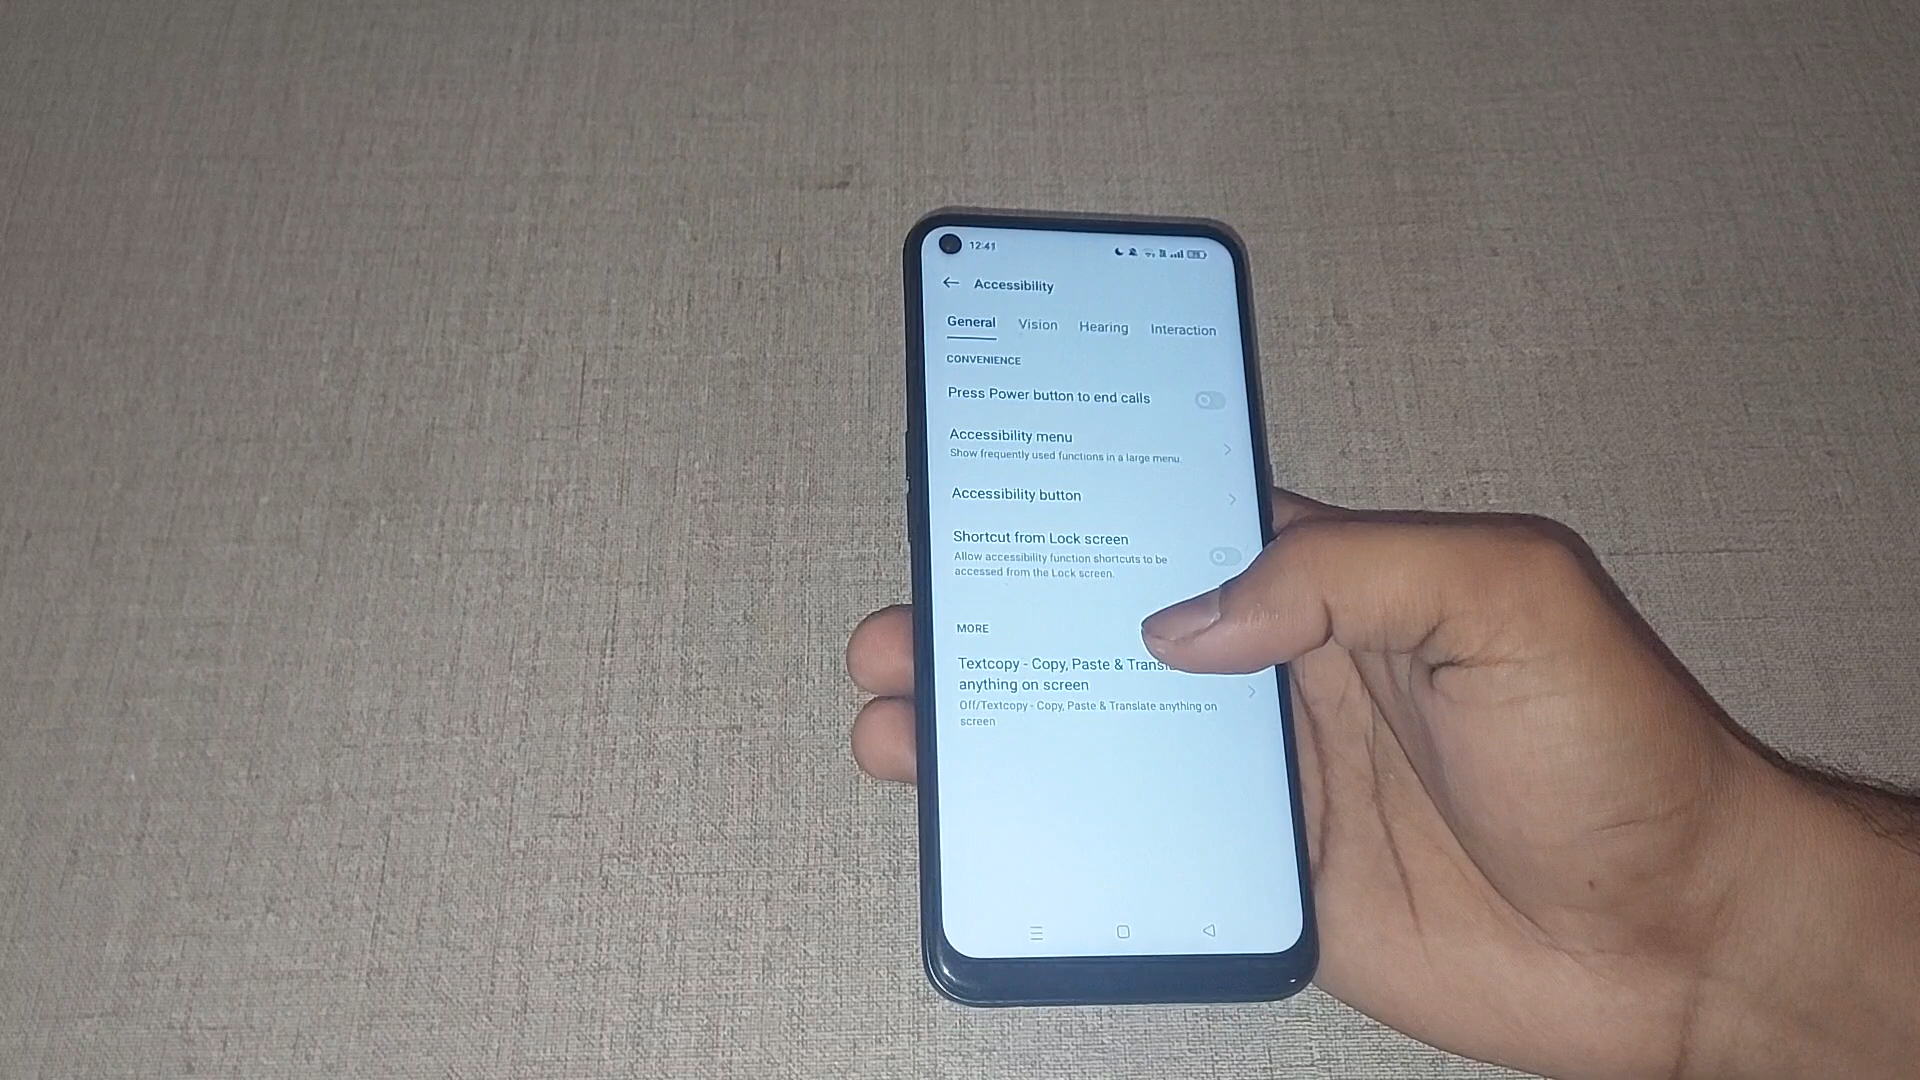 12:41
Accessibility
General Vision Hearing Interaction
CONVENIENCE
Press Power button to end calls
Accessibility menu
Show frequently used functions in a large menu.
Accessibility button
Shortcut from Lock screen
Allow accessibility function shortcuts to be
accessed from the Lock screen.
MORE
Textcopy - Copy, Paste &
anything on screen
Off/Textcopy - Copy, Paste & Translate anything on
screen